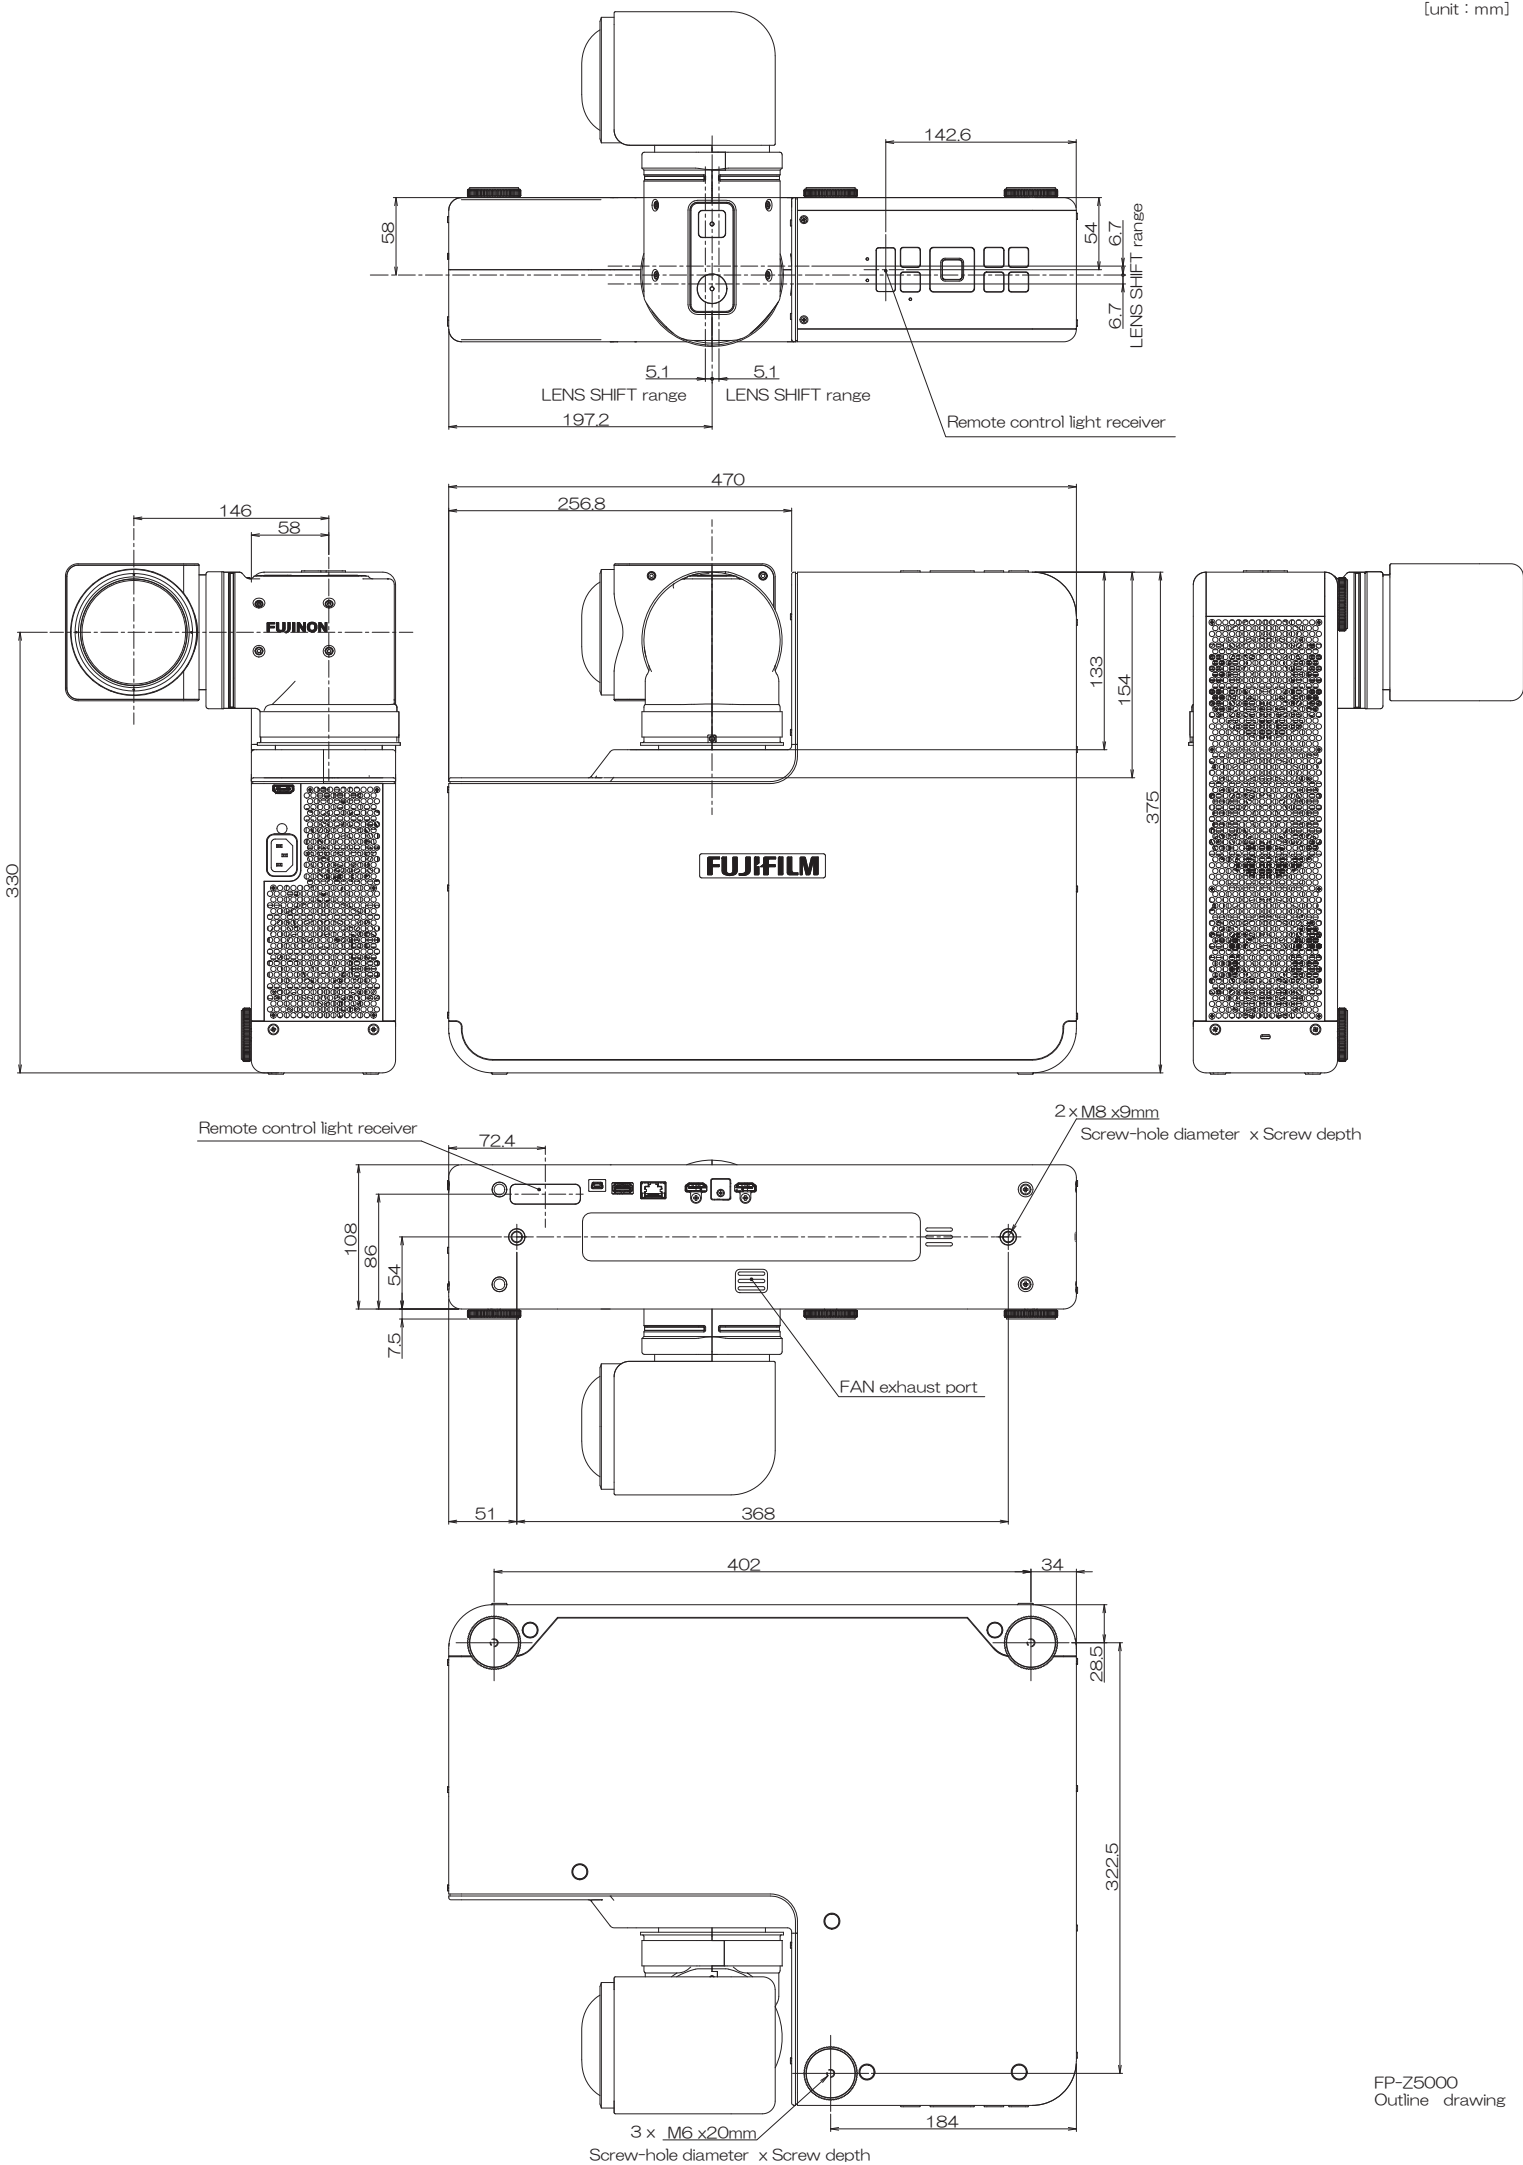 [unit : mm]
142.6
58
54
6.7
LENS SHIFT range
6.7
5.1
5.1
LENS SHIFT range
LENS SHIFT range
197.2
Remote control light receiver
470
256.8
146
58
FUJINON
133
154
375
330
FUJIFILM
2 x M8 x9mm
Screw-hole diameter x Screw depth
Remote control light receiver
72.4
108
86
54
7.5
FAN exhaust port
51
368
402
34
28.5
322.5
184
3 x M6 x20mm
Screw-hole diameter x Screw depth
FP-Z5000
Outline drawing